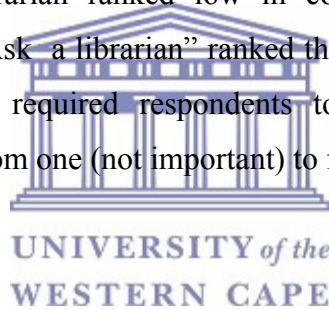 ranked low in co
sk a librarian” ranked th
required respondents to
om one (not important) to
UNIVERSITY of the
WESTERN CAPE